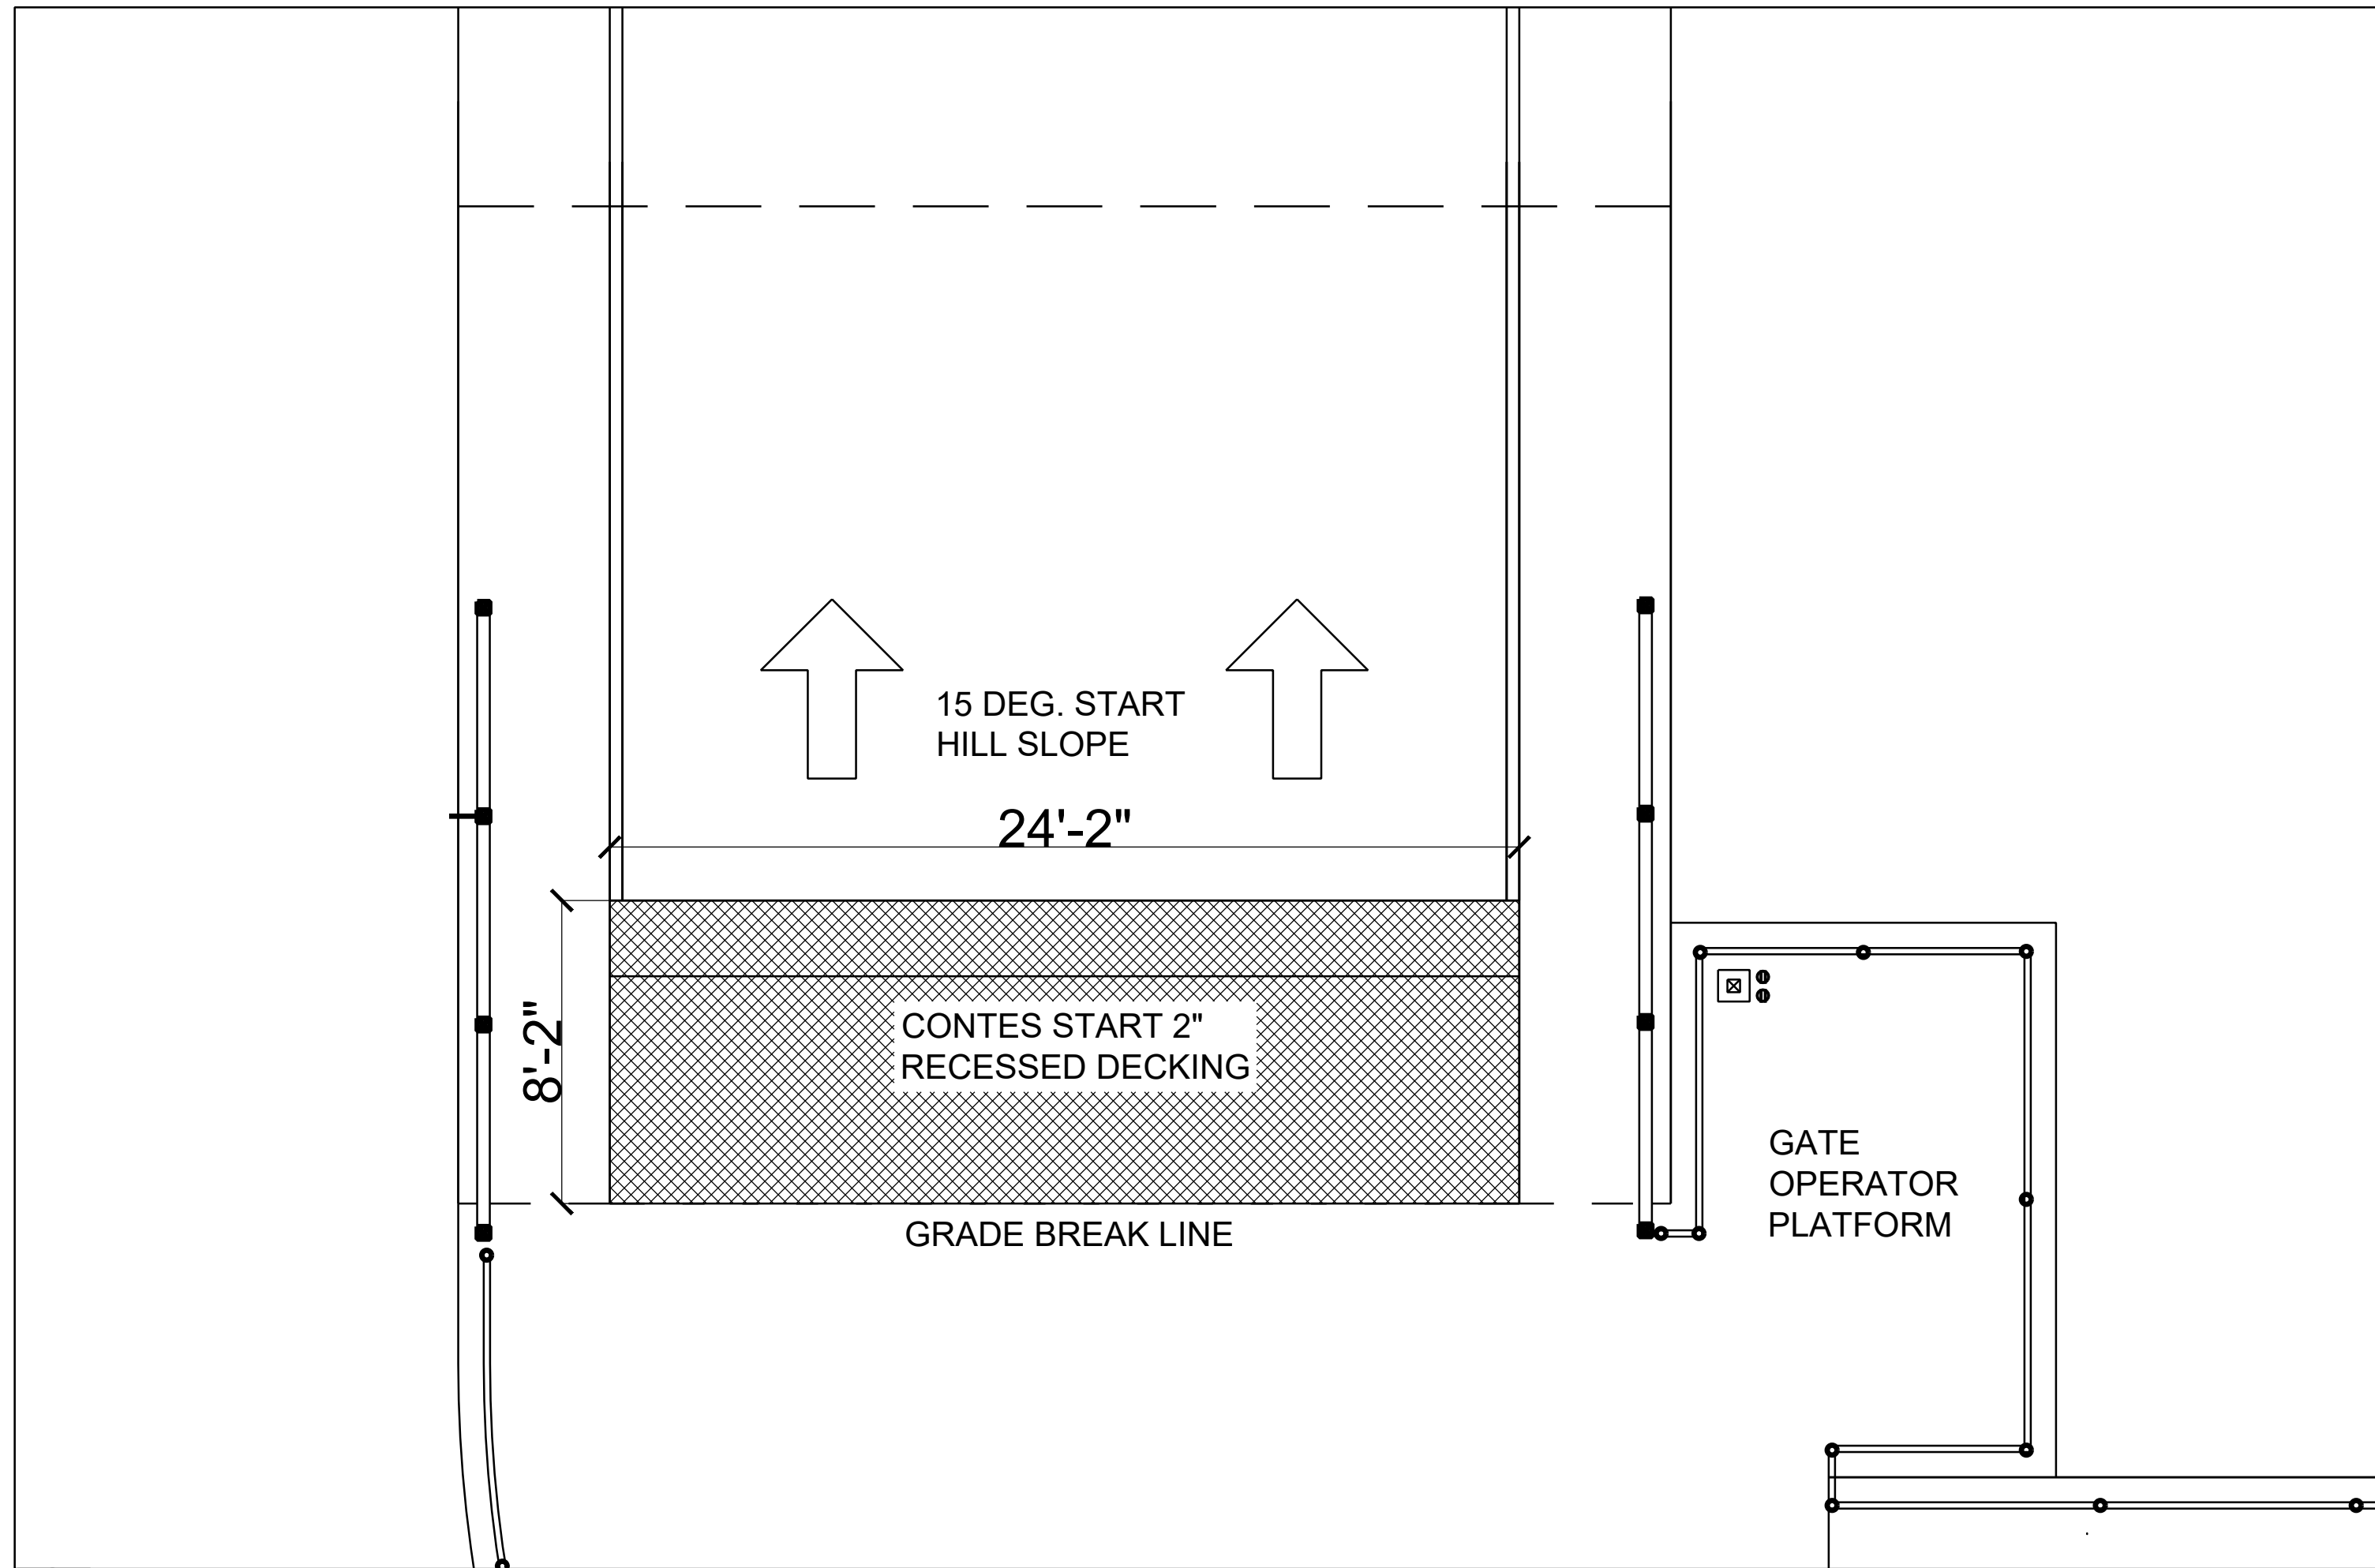 15 DEG. START
HILL SLOPE
24'-2"
8'-2"
CONTES START 2"
RECESSED DECKING
GRADE BREAK LINE
GATE
OPERATOR
PLATFORM